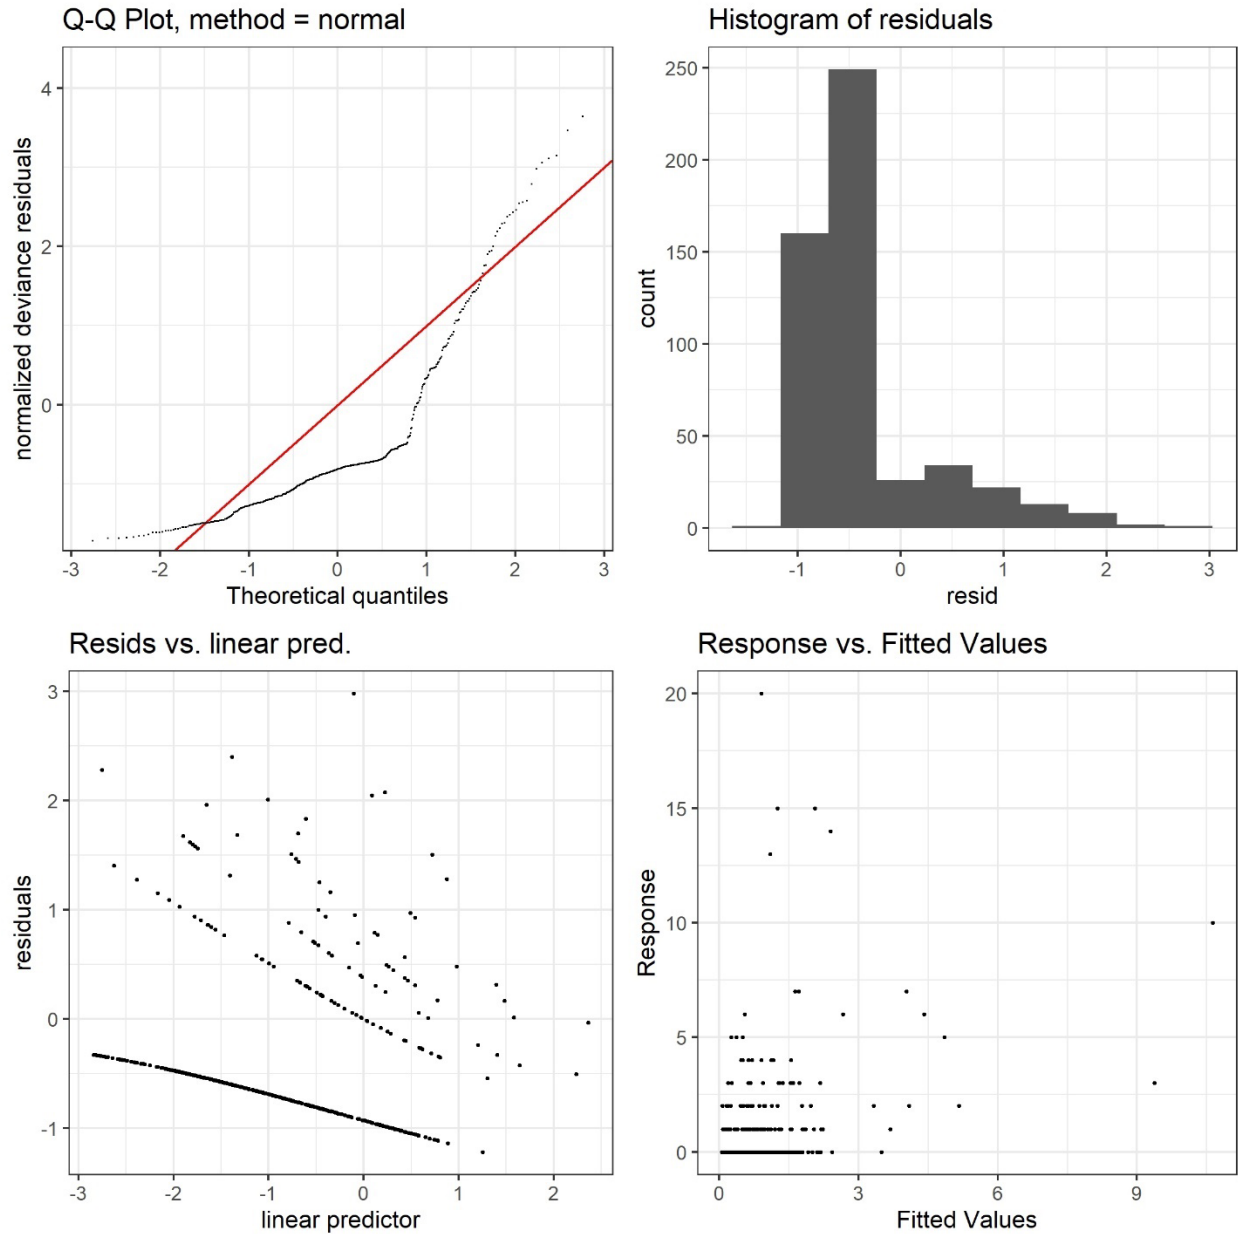 Q-Q Plot, method = normal
normalized deviance residuals
4
2
0
-3 -2 -1 0 1 2 3
Theoretical quantiles
Histogram of residuals
count
250
200
150
100
50
0
-1 0 1 2 3
resid
Resids vs. linear pred.
residuals
3
2
1
0
-1
-3 -2 -1 0 1 2
linear predictor
Response vs. Fitted Values
Response
20
15
10
5
0
0 3 6 9
Fitted Values